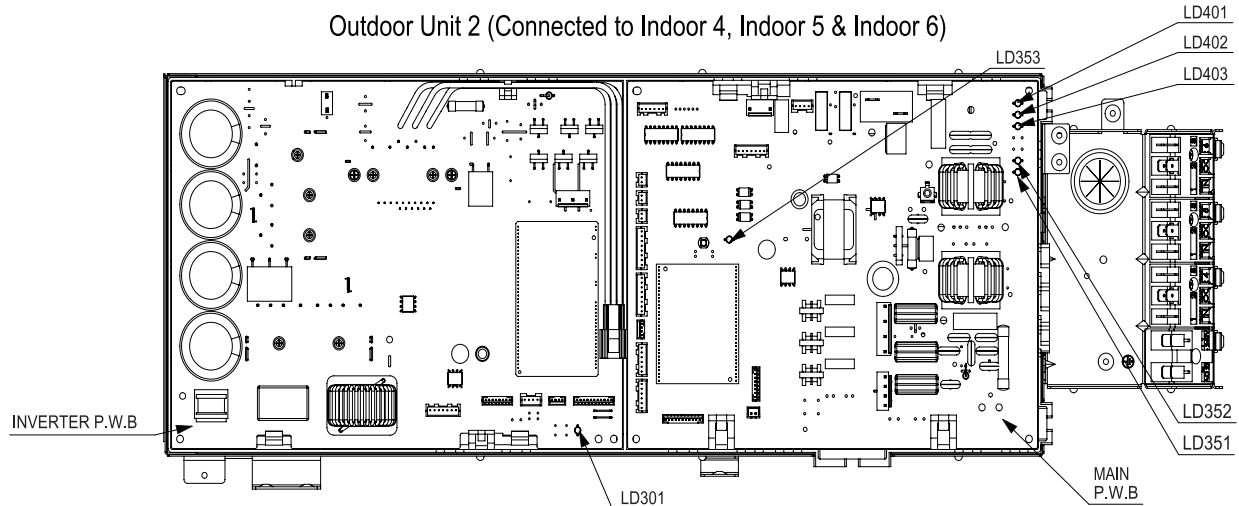 Outdoor Unit 2 (Connected to Indoor 4, Indoor 5 & Indoor 6)
LD401
LD402
LD403
LD353
INVERTER P.W.B
LD301
LD352
LD351
MAIN
P.W.B